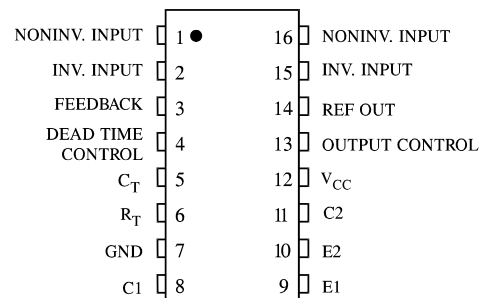 NONINV. INPUT 1 16 NONINV. INPUT
INV. INPUT 2 15 INV. INPUT
FEEDBACK 3 14 REF OUT
DEAD TIME
CONTROL 4 13 OUTPUT CONTROL
CT 5 12 VCC
RT 6 11 C2
GND 7 10 E2
C1 8 9 E1